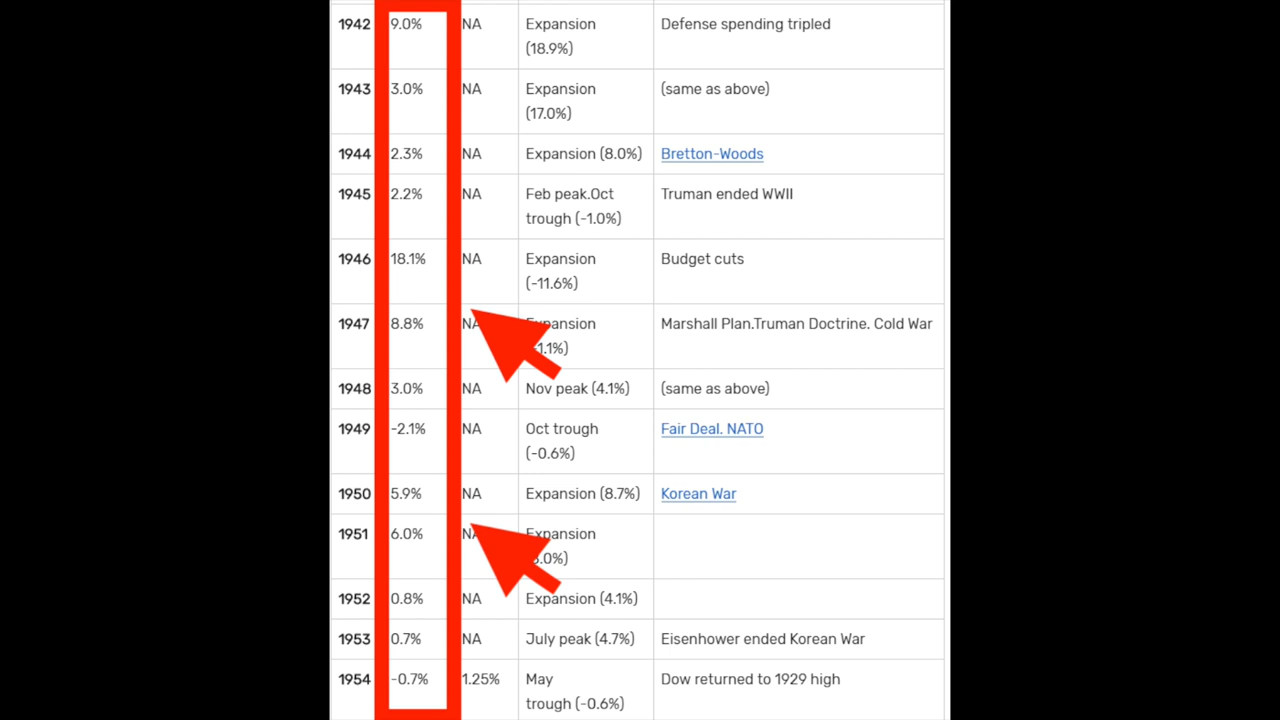 1942 9.0% NA Expansion Defense spending tripled
(18.9%)
1943 3.0% NA Expansion (same as above)
(17.0%)
1944 2.3% NA Expansion (8.0%) Bretton-Woods
1945 2.2% NA Feb peak.Oct Truman ended WWII
trough (-1.0%)
1946 18.1% NA Expansion Budget cuts
(-11.6%)
1947 8.8% Marshall Plan.Truman Doctrine. Cold War
1948 3.0% NA Nov peak (4.1%) (same as above)
1949 -2.1% NA Oct trough Fair Deal. NATO
(-0.6%)
1950 5.9% NA Expansion (8.7%) Korean War
1951 6.0% Expansion
1952 0.8% NA Expansion (4.1%)
1953 0.7% NA July peak (4.7%) Eisenhower ended Korean War
1954 -0.7% 1.25% May Dow returned to 1929 high
trough (-0.6%)